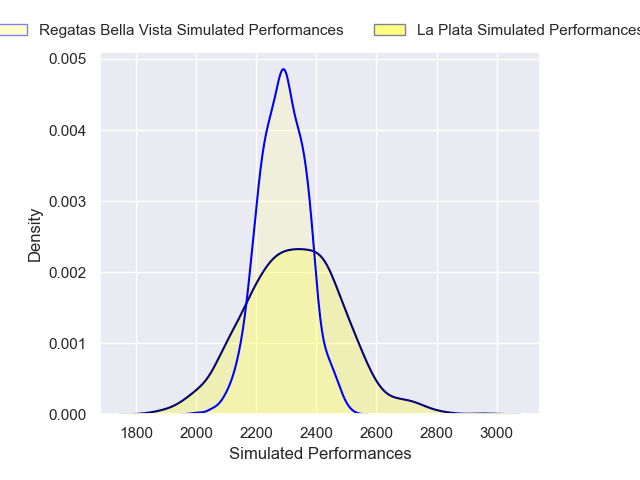 Regatas Bella Vista Simulated Performances La Plata Simulated Performances
0.005
0.004
0.003
0.002
0.001
0.000
Density
1800 2000 2200 2400 2600 2800 3000
Simulated Performances